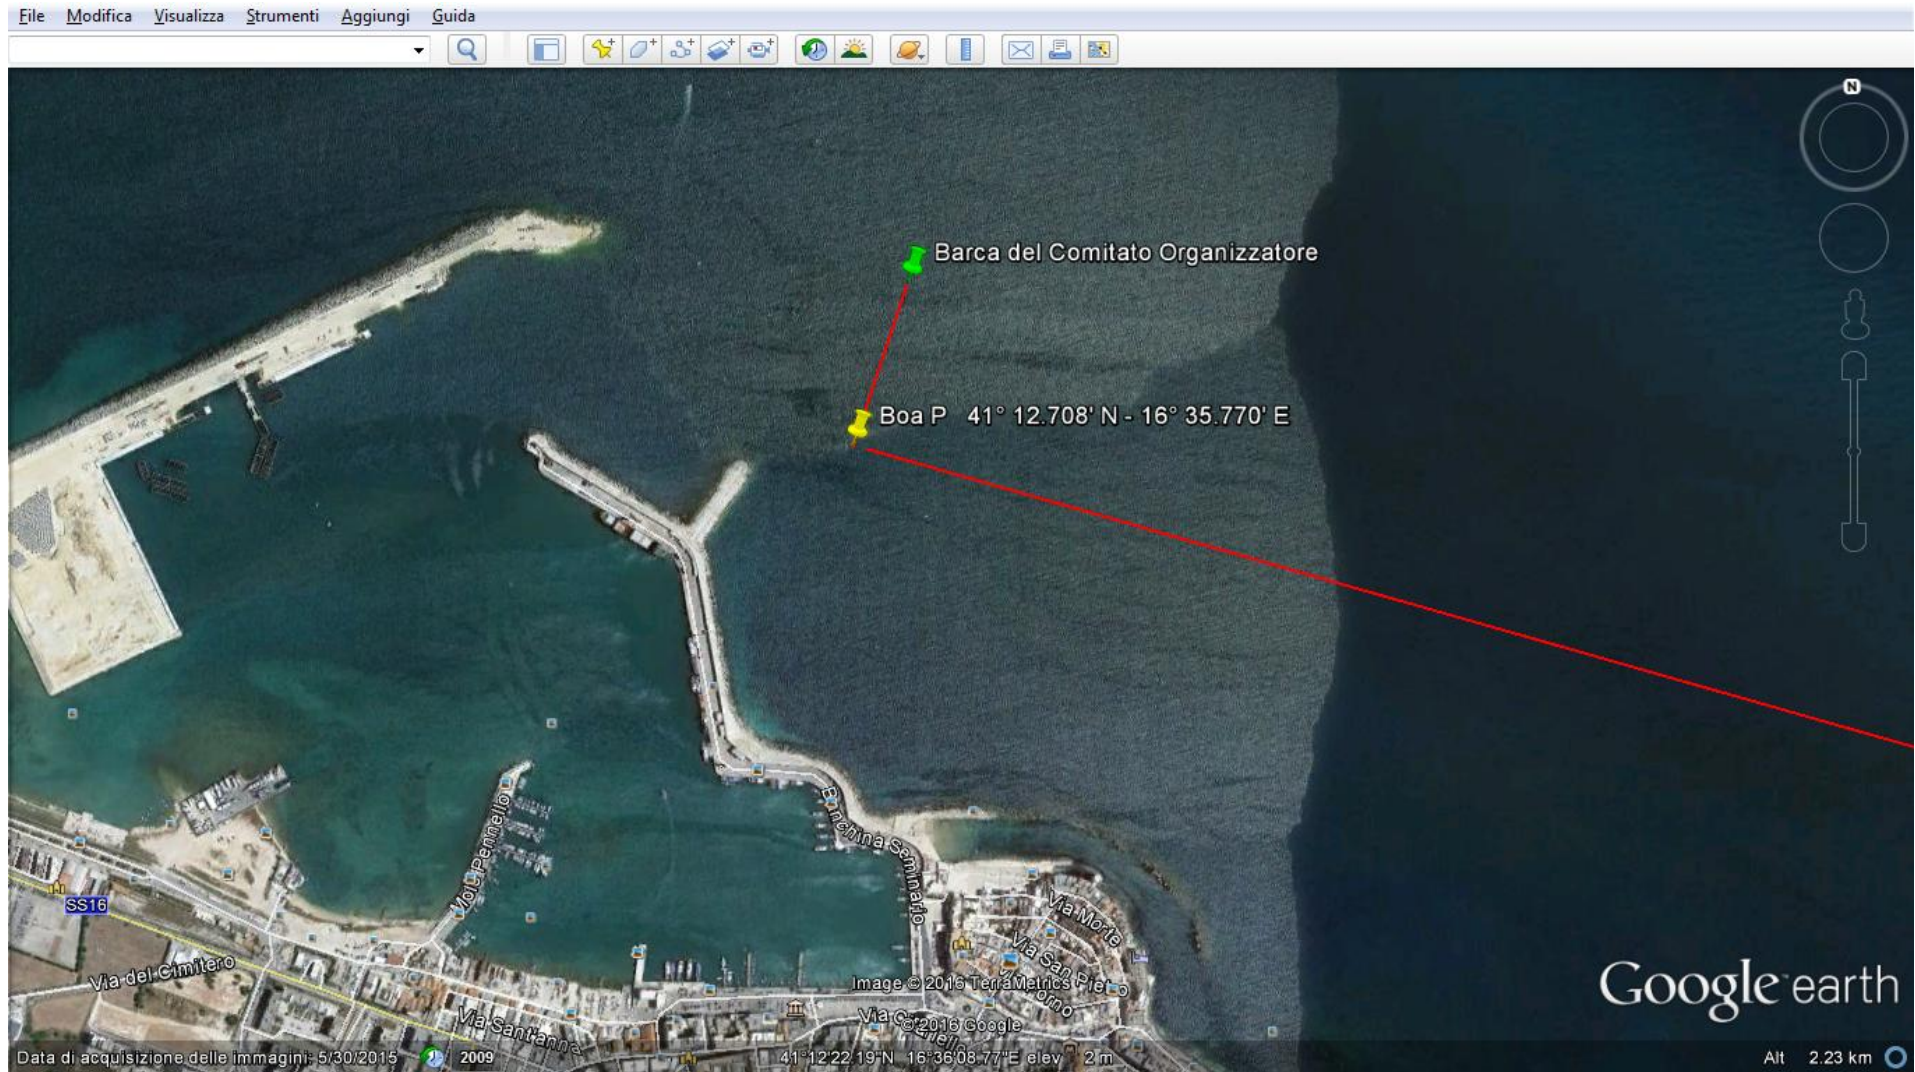 File Modifica Visualizza Strumenti Aggiungi Guida
N
Barca del Comitato Organizzatore
Boa P 41° 12.708' N - 16° 35.770' E
Molo Pennello
Banchina Seminario
SS16
Via Morte
Via del Cimitero
Via San Pietro
Image © 2016 TerraMetrics
Google earth
Via Sant'anna
© 2016 Google
Data di acquisizione delle immagini: 5/30/2015 2009 41°12'22.19"N 16°36'08.77"E elev 2 m Alt 2.23 km